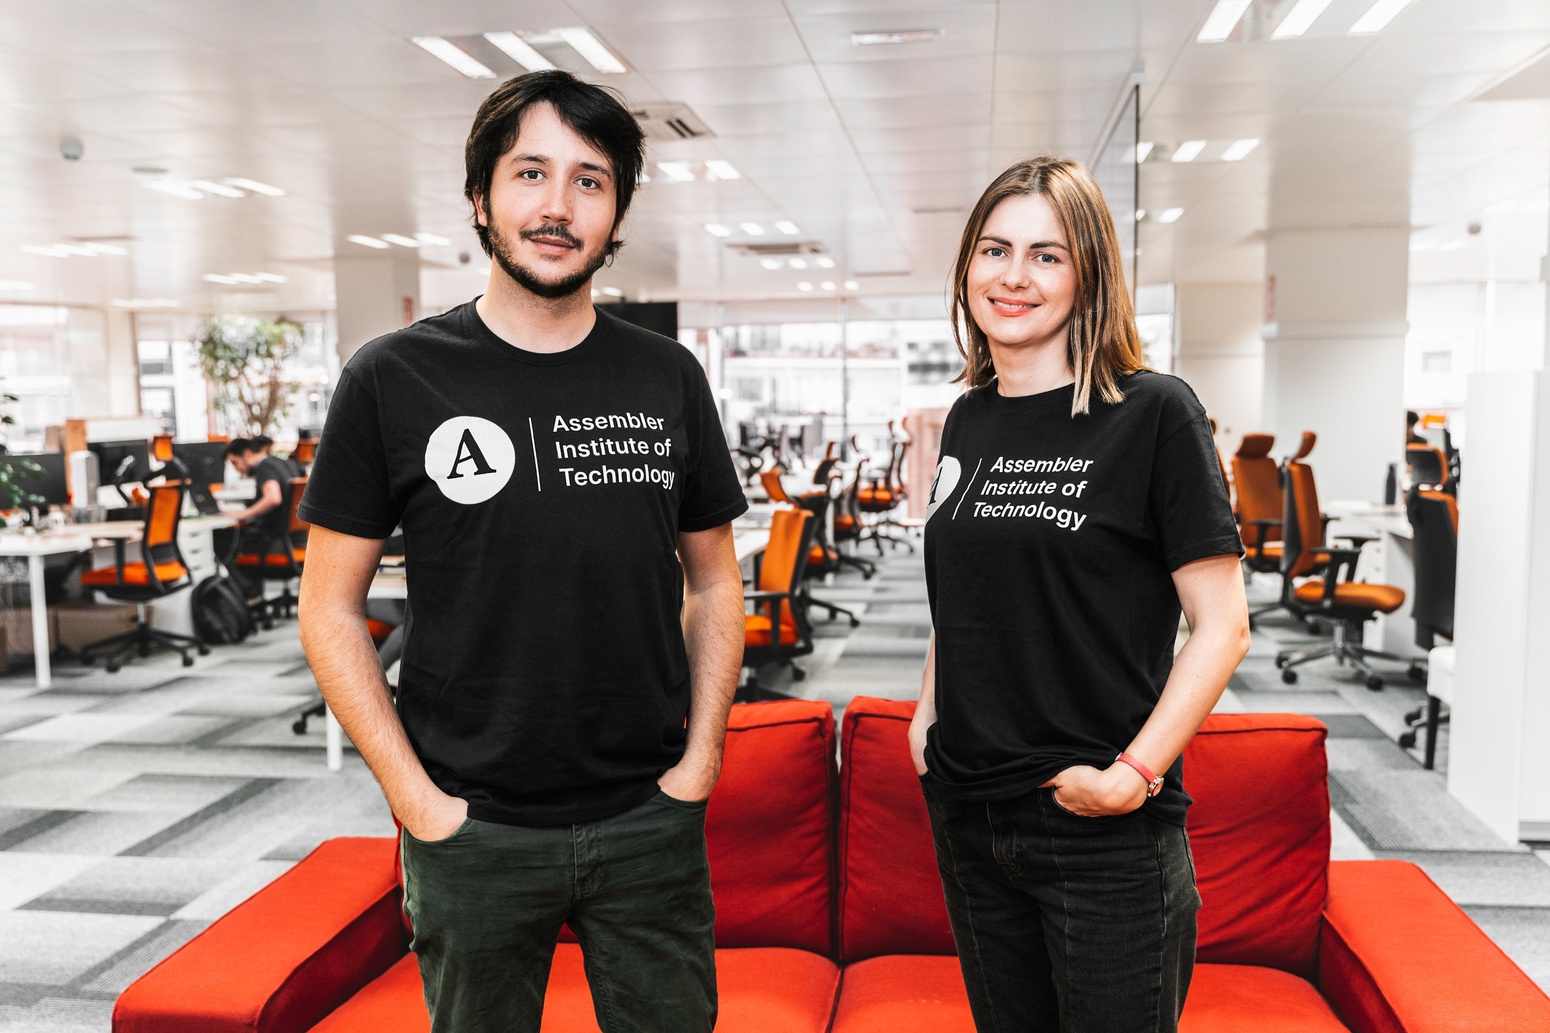 A
Assembler
Institute of
Technology
A
Assembler
Institute of
Technology